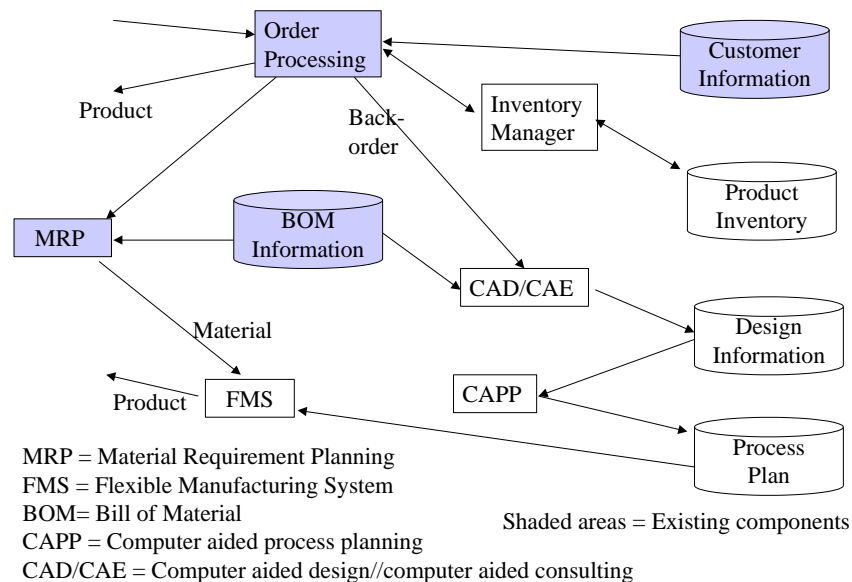 Order
Processing
Customer
Information
Product
Back-
order
Inventory
Manager
Product
Inventory
MRP
BOM
Information
CAD/CAE
Material
Design
Information
Product
FMS
CAPP
Process
Plan
MRP = Material Requirement Planning
FMS = Flexible Manufacturing System
BOM= Bill of Material
CAPP = Computer aided process planning
CAD/CAE = Computer aided design//computer aided consulting
Shaded areas = Existing components